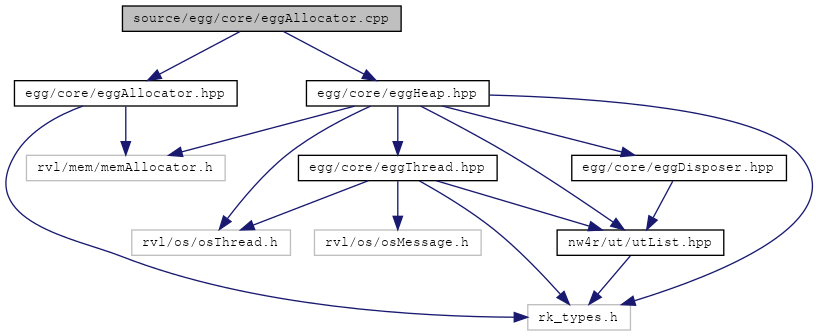 source/egg/core/eggAllocator.cpp
egg/core/eggAllocator.hpp
egg/core/eggHeap.hpp
rvl/mem/memAllocator.h
egg/core/eggThread.hpp
egg/core/eggDisposer.hpp
rvl/os/osThread.h
rvl/os/osMessage.h
nw4r/ut/utList.hpp
rk_types.h